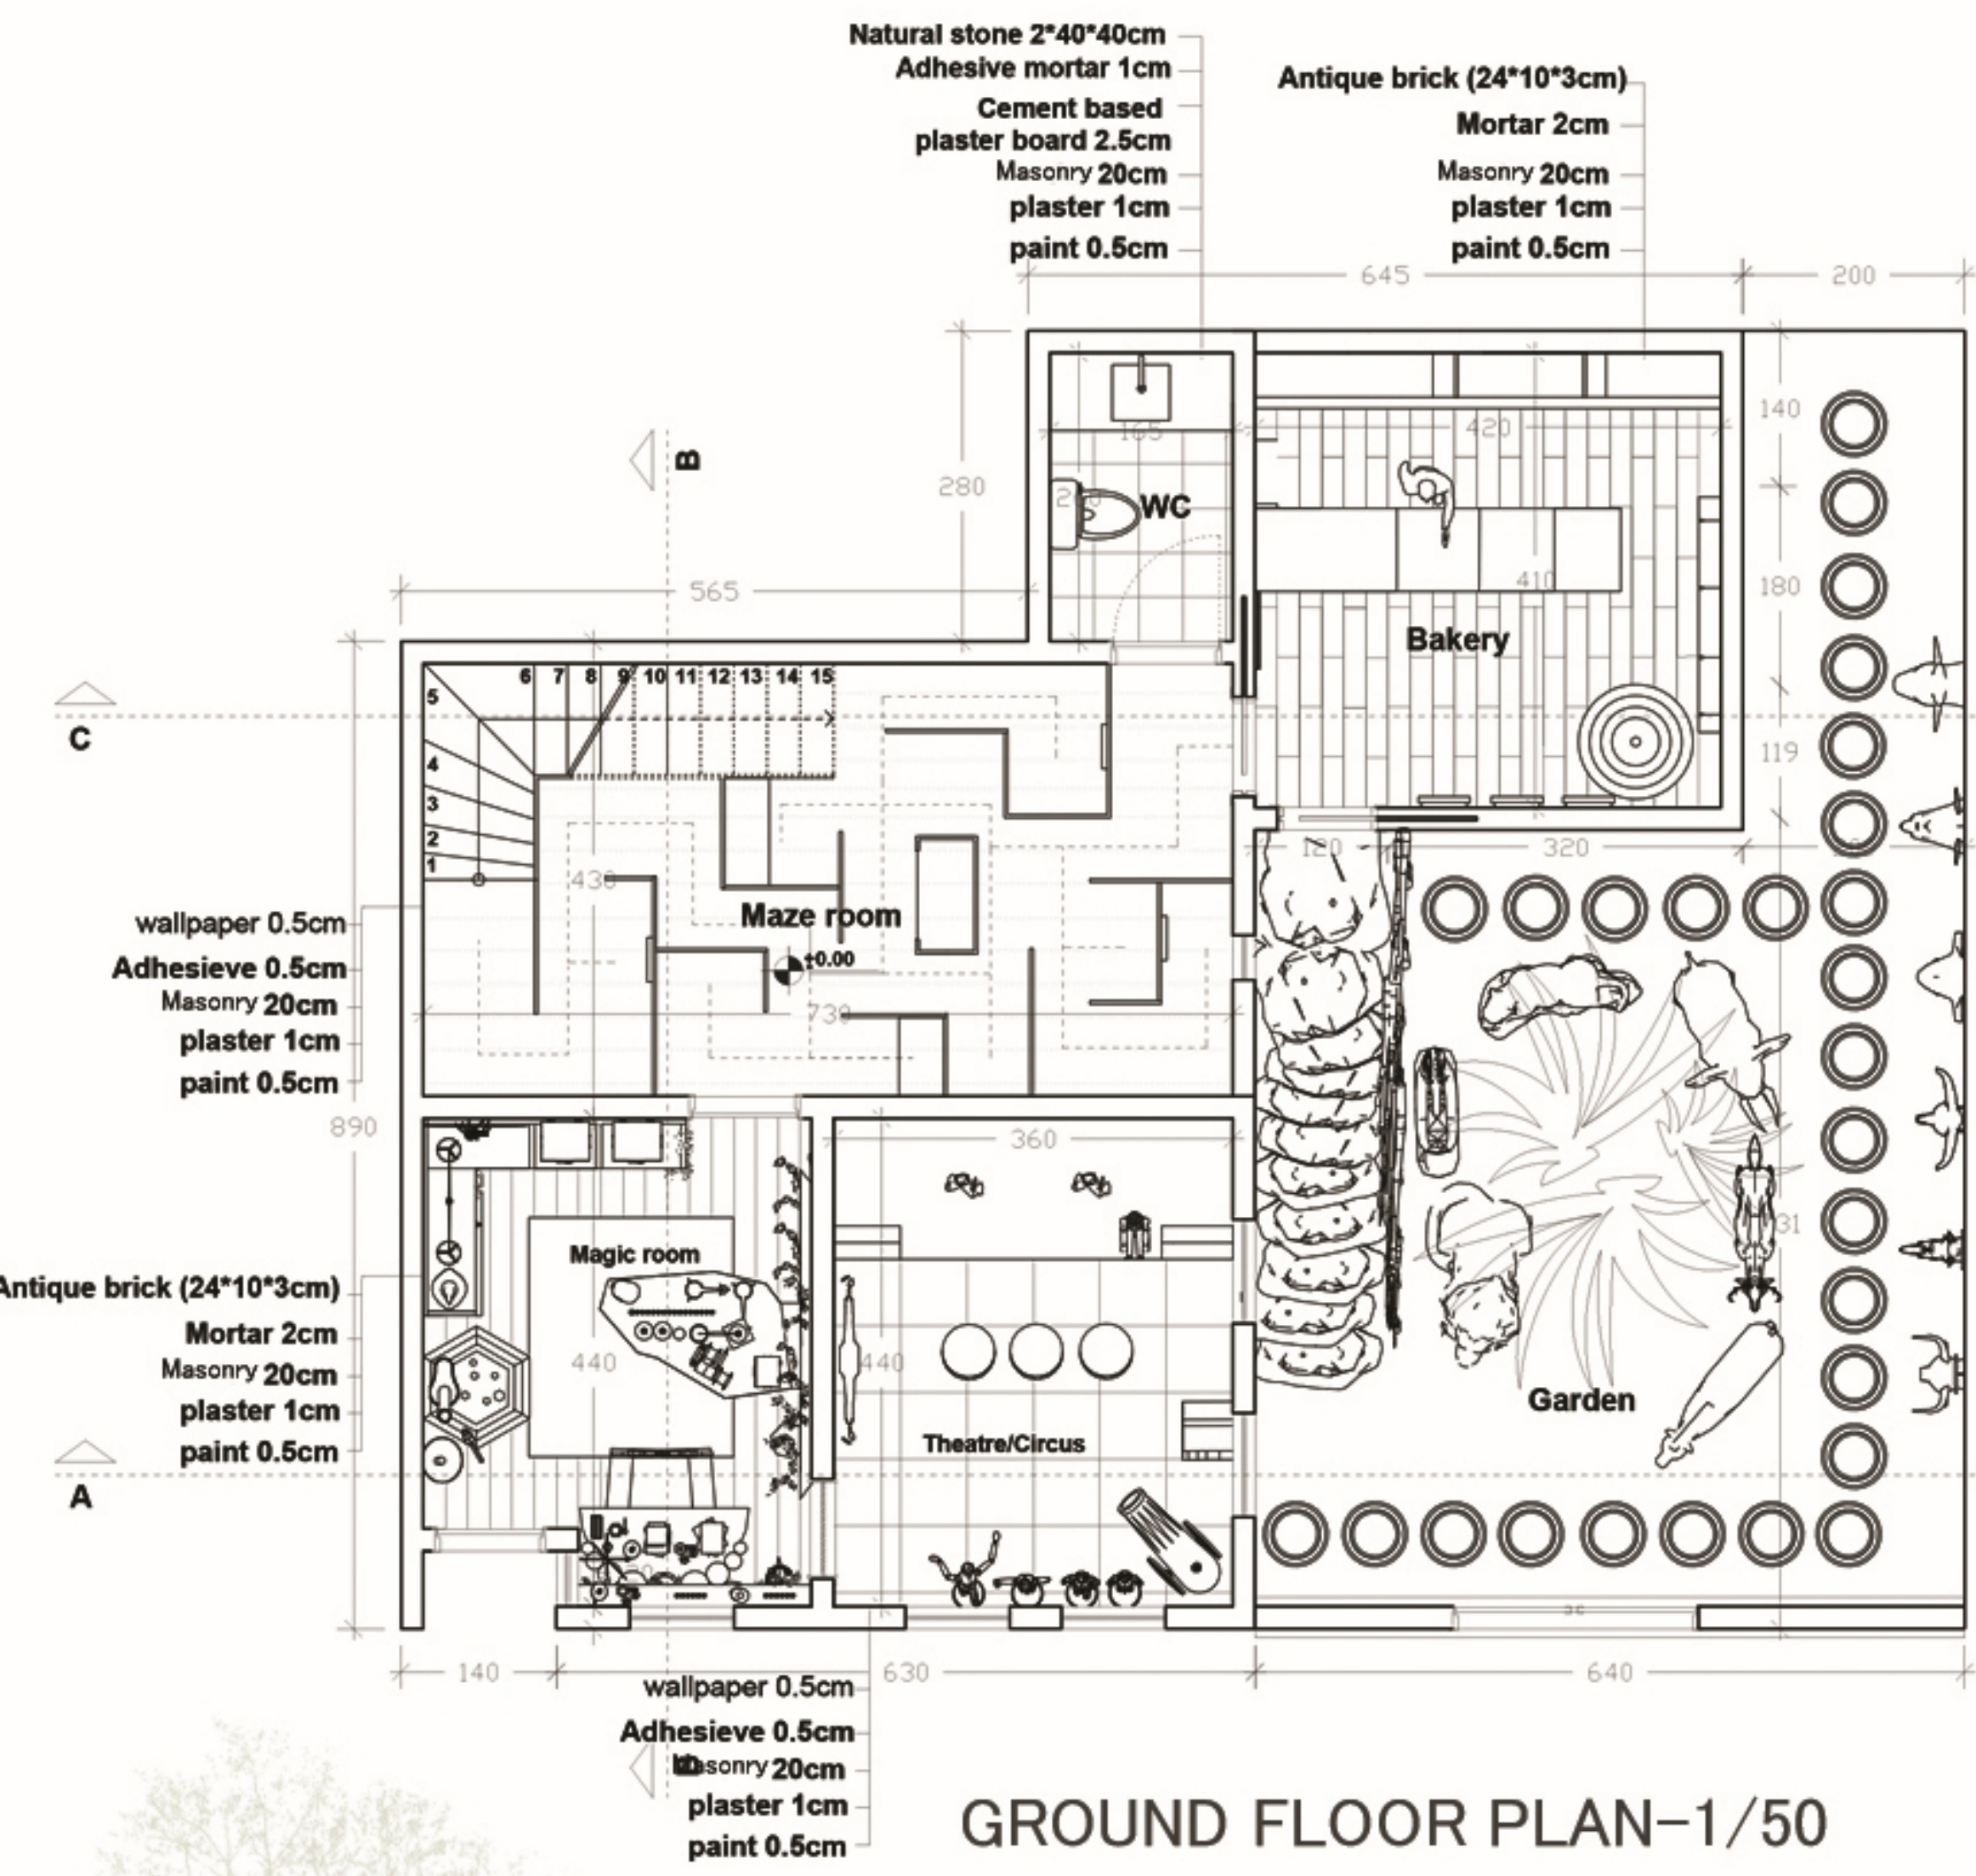 Natural stone 2*40*40cm
Adhesive mortar 1cm
Cement based
plaster board 2.5cm
Masonry 20cm
plaster 1cm
paint 0.5cm
Antique brick (24*10*3cm)
Mortar 2cm
Masonry 20cm
plaster 1cm
paint 0.5cm
645
200
140
165
420
B
280
WC
180
410
565
Bakery
6 7 8 9 10 11 12 13 14 15
5
C
119
4
3
2
1
120
320
430
Maze room
wallpaper 0.5cm
Adhesieve 0.5cm
Masonry 20cm
plaster 1cm
paint 0.5cm
±0.00
730
890
360
31
Magic room
Antique brick (24*10*3cm)
Mortar 2cm
Masonry 20cm
plaster 1cm
paint 0.5cm
440
440
Garden
Theatre/Circus
A
140
630
640
wallpaper 0.5cm
Adhesieve 0.5cm
Masonry 20cm
plaster 1cm
paint 0.5cm
B
GROUND FLOOR PLAN-1/50